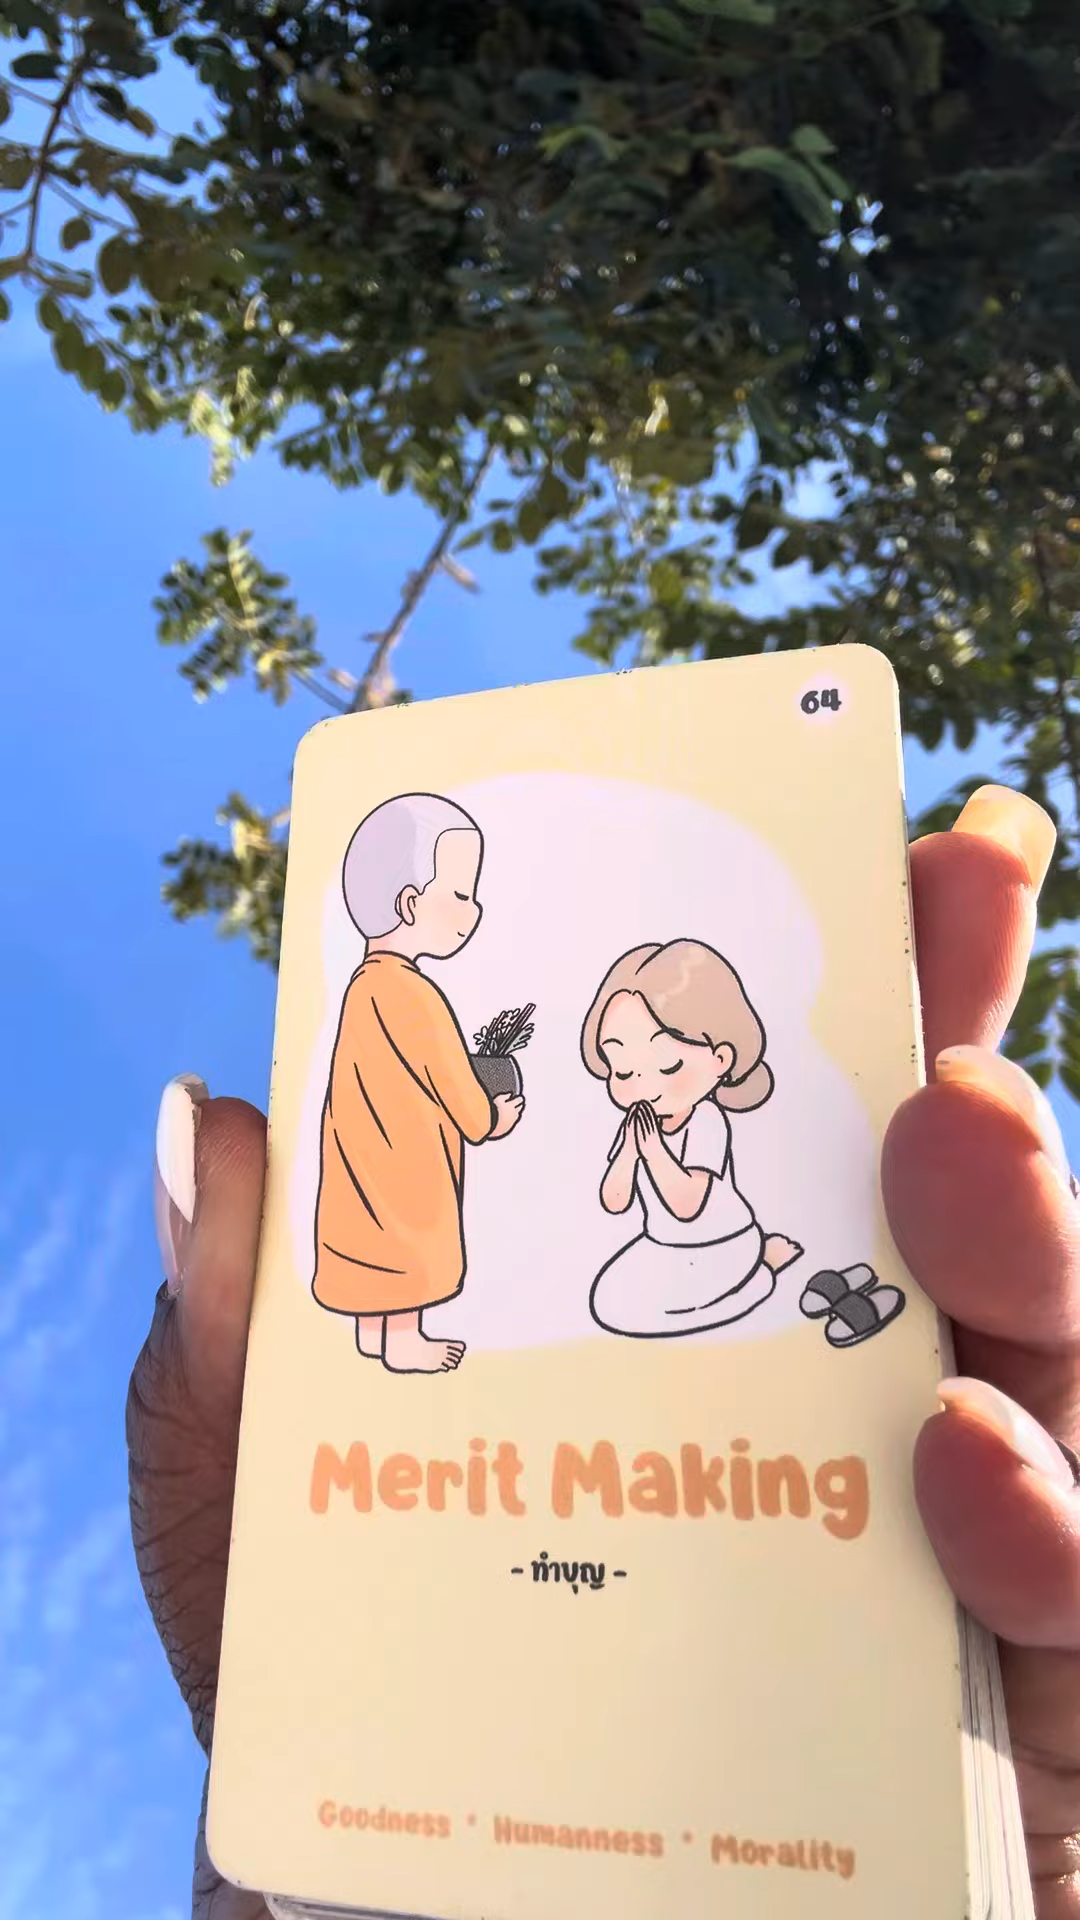 64
Merit Making
- ทำบุญ -
Goodness * Humanness * Morality